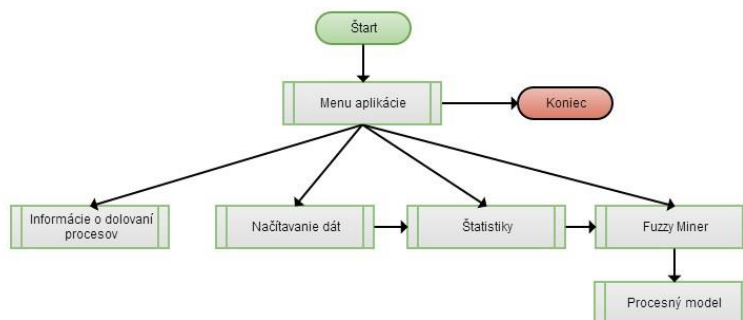 Štart
Menu aplikácie
Koniec
Informácie o dolovaní
procesov
Načítavanie dát
Štatistiky
Fuzzy Miner
Procesný model